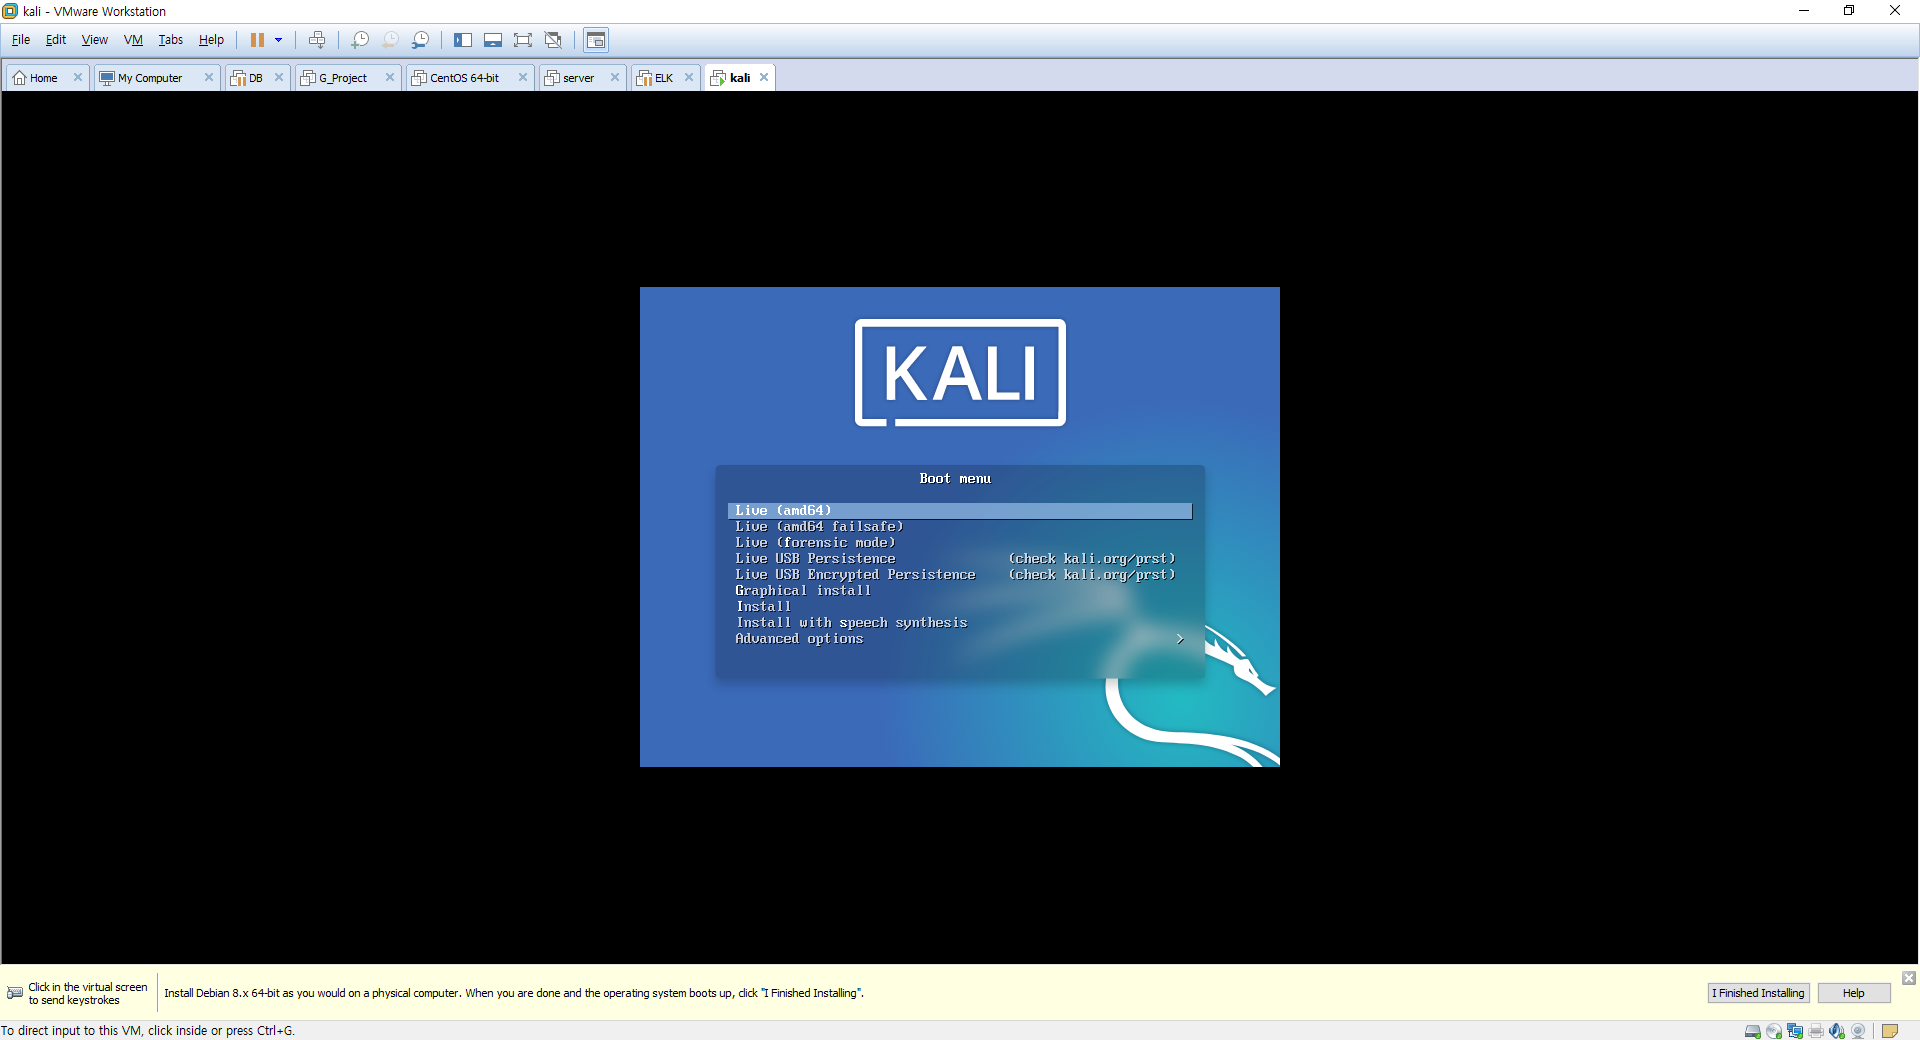 kali - VMware Workstation
File Edit View VM Tabs Help
Home My Computer DB G_Project CentOS 64-bit server ELK kali
KALI
Boot menu
Live (amd64)
Live (amd64 failsafe)
Live (forensic mode)
Live USB Persistence (check kali.org/prst)
Live USB Encrypted Persistence (check kali.org/prst)
Graphical install
Install
Install with speech synthesis
Advanced options >
Click in the virtual screen
to send keystrokes
Install Debian 8.x 64-bit as you would on a physical computer. When you are done and the operating system boots up, click "I Finished Installing".
I Finished Installing Help
To direct input to this VM, click inside or press Ctrl+G.